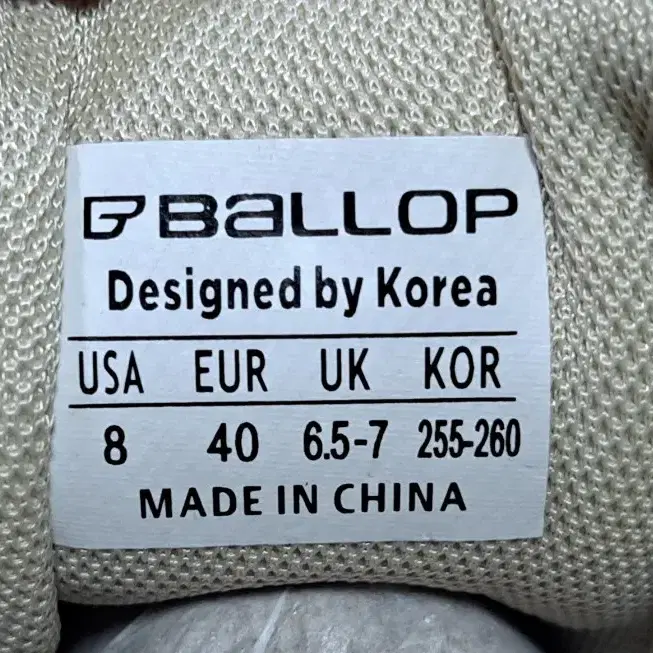 BALLOP
Designed by Korea
USA EUR UK KOR
8 40 6.5-7 255-260
MADE IN CHINA